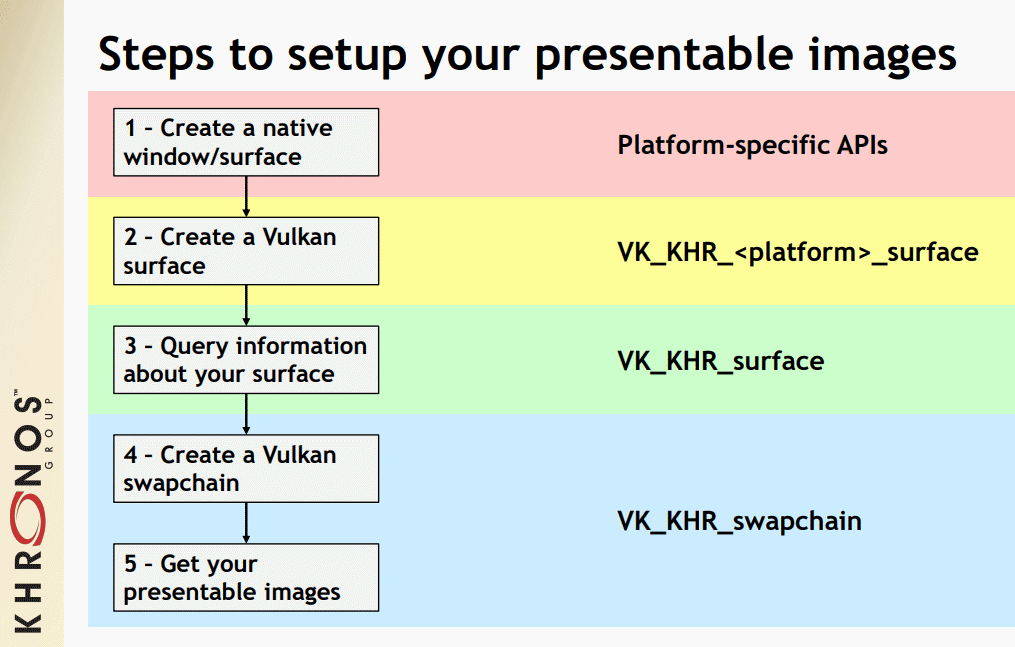 Steps to setup your presentable images
1 – Create a native
window/surface
Platform-specific APIs
2 – Create a Vulkan
surface
VK_KHR_<platform>_surface
3 – Query information
about your surface
VK_KHR_surface
4 – Create a Vulkan
swapchain
VK_KHR_swapchain
5 – Get your
presentable images
KHRONOS™
GROUP